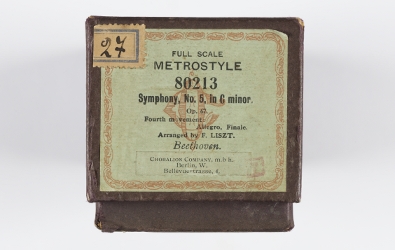 27
FULL SCALE
METROSTYLE
80213
Symphony, No. 5, in C minor.
Op. 67.
Fourth movement:
Allegro, Finale.
Arranged by F. LISZT.
Beethoven.
CHORALION COMPANY, m.b.h.
Berlin, W.
Bellevuestrasse, 4.